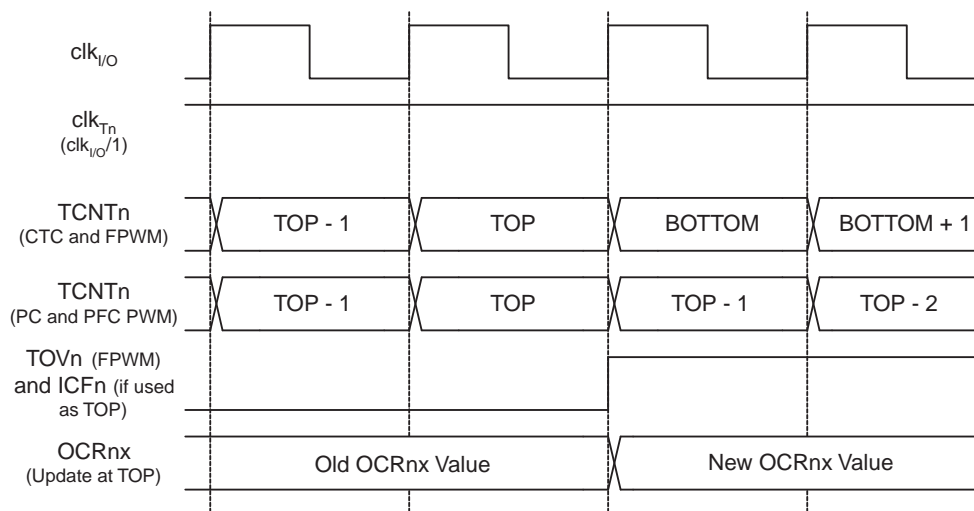 clkI/O
clkTn
(clkI/O/1)
TCNTn
(CTC and FPWM)
TOP - 1 TOP BOTTOM BOTTOM + 1
TCNTn
(PC and PFC PWM)
TOP - 1 TOP TOP - 1 TOP - 2
TOVn (FPWM)
and ICFn (if used
as TOP)
OCRnx
(Update at TOP)
Old OCRnx Value New OCRnx Value